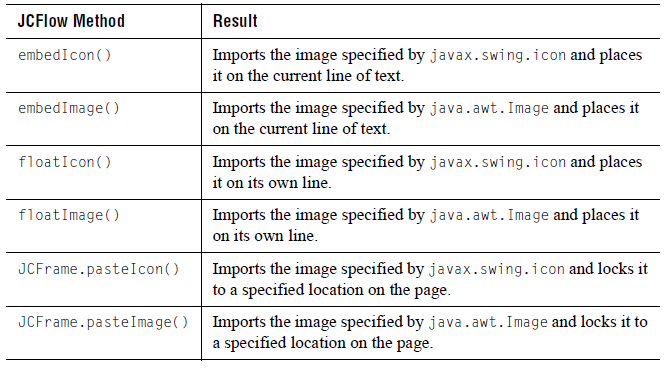 JCFlow Method Result
embedIcon() Imports the image specified by javax.swing.icon and places
it on the current line of text.
embedImage() Imports the image specified by java.awt.Image and places it
on the current line of text.
floatIcon() Imports the image specified by javax.swing.icon and places
it on its own line.
floatImage() Imports the image specified by java.awt.Image and places it
on its own line.
JCFrame.pasteIcon() Imports the image specified by javax.swing.icon and locks it
to a specified location on the page.
JCFrame.pasteImage() Imports the image specified by java.awt.Image and locks it to
a specified location on the page.